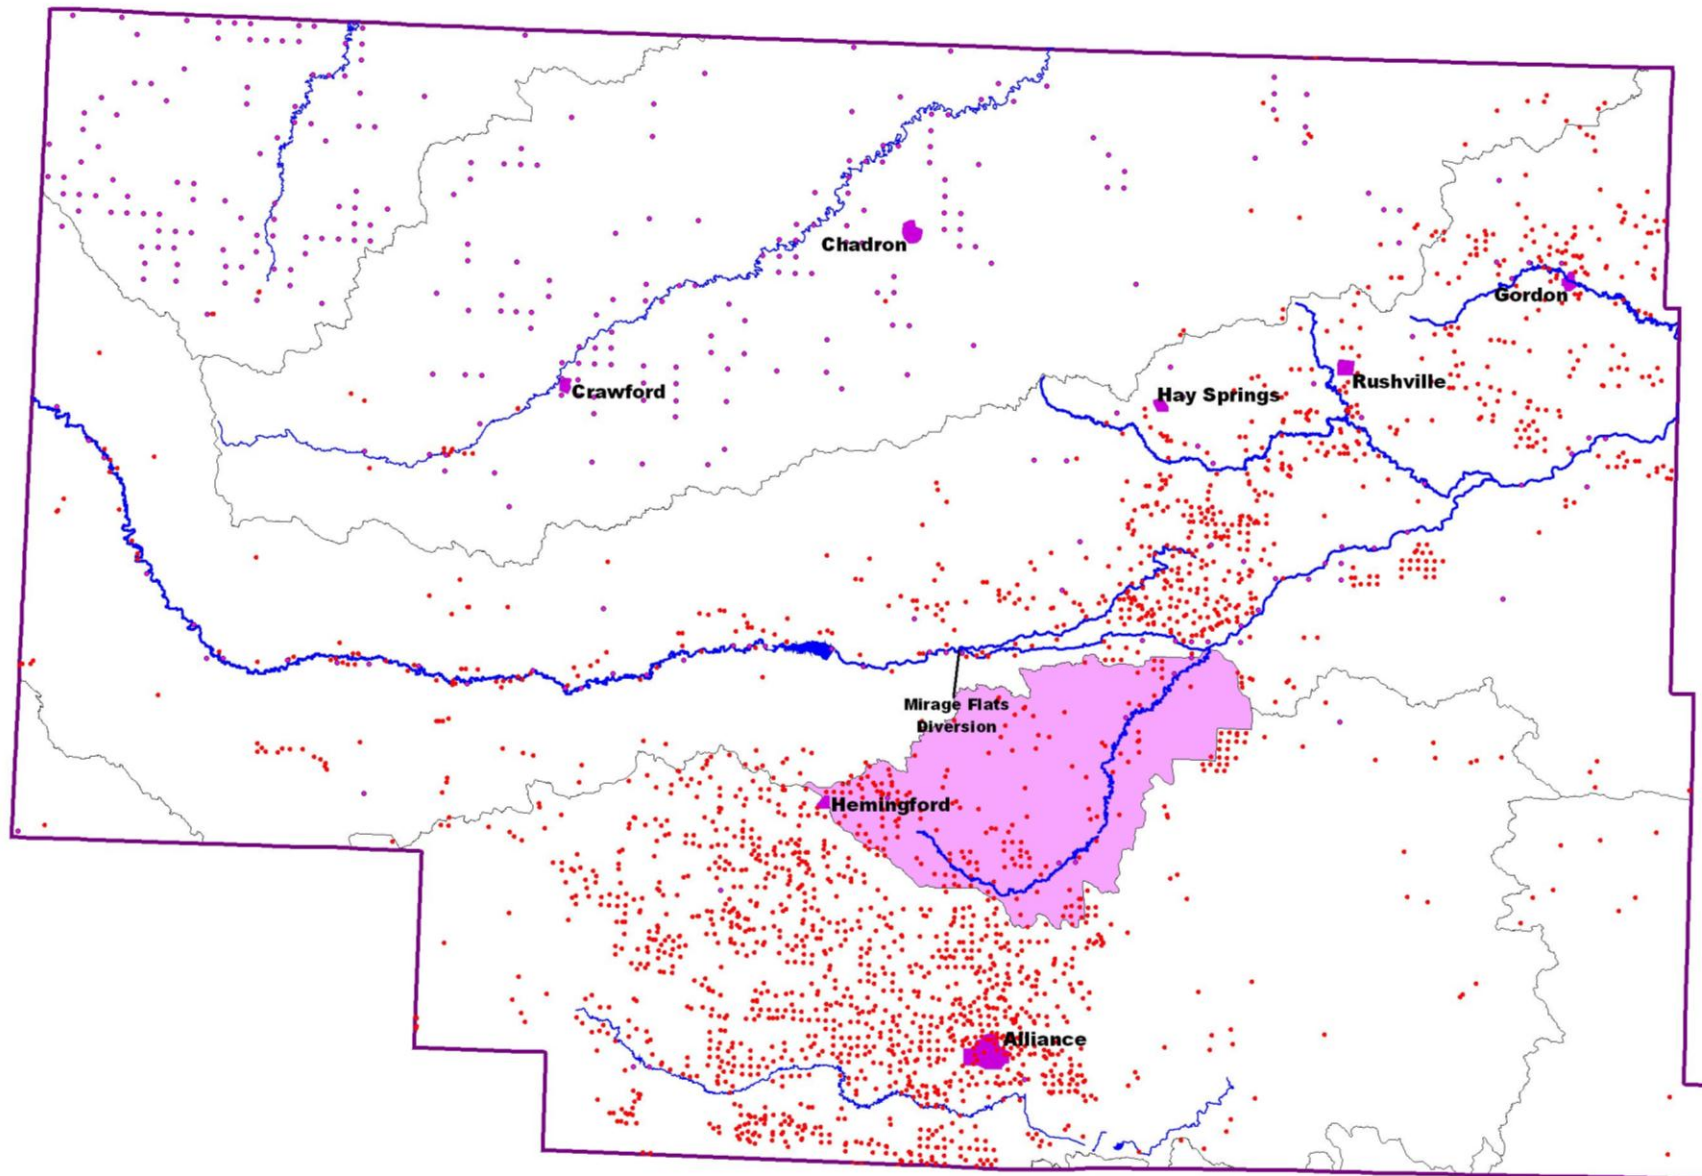 Chadron
Gordon
Crawford
Rushville
Hay Springs
Mirage Flats
Diversion
Hemingford
Alliance